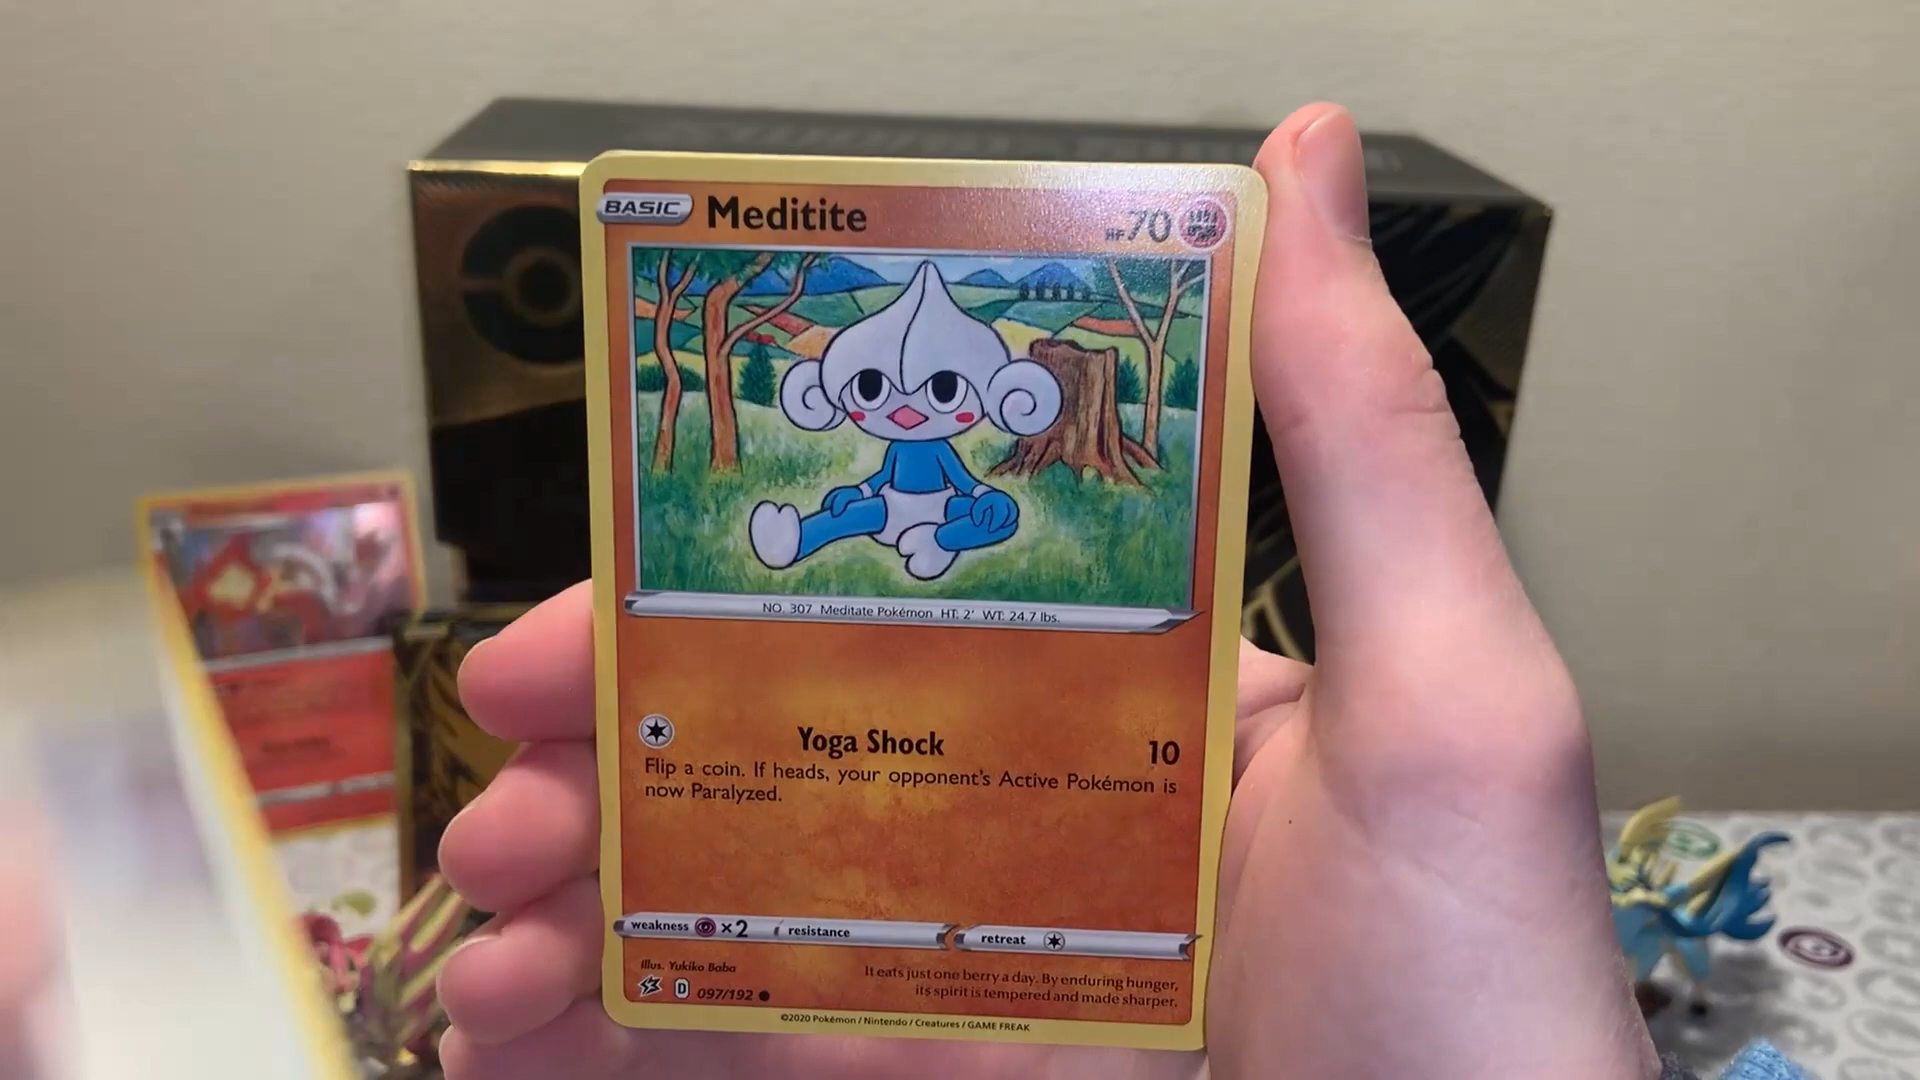 BASIC Meditite HP70
NO. 307 Meditate Pokémon HT: 2' WT: 24.7 lbs.
Yoga Shock 10
Flip a coin. If heads, your opponent's Active Pokémon is
now Paralyzed.
weakness ×2 resistance retreat
Illus. Yukiko Baba
It eats just one berry a day. By enduring hunger,
its spirit is tempered and made sharper.
D 097/192
©2020 Pokémon / Nintendo / Creatures / GAME FREAK